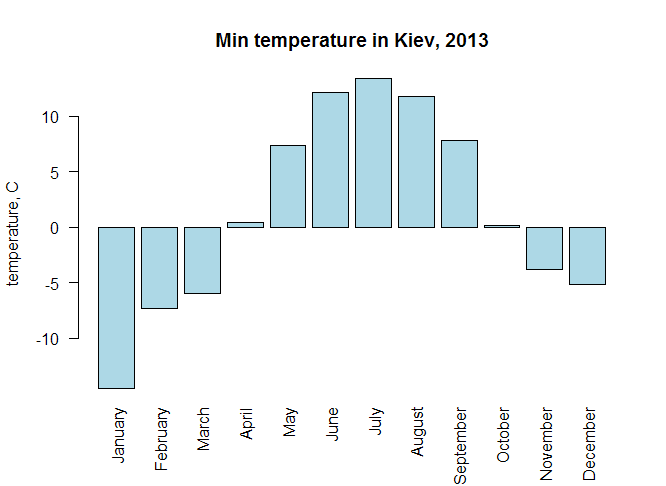 Min temperature in Kiev, 2013
temperature, C
10
5
0
-5
-10
January
February
March
April
May
June
July
August
September
October
November
December